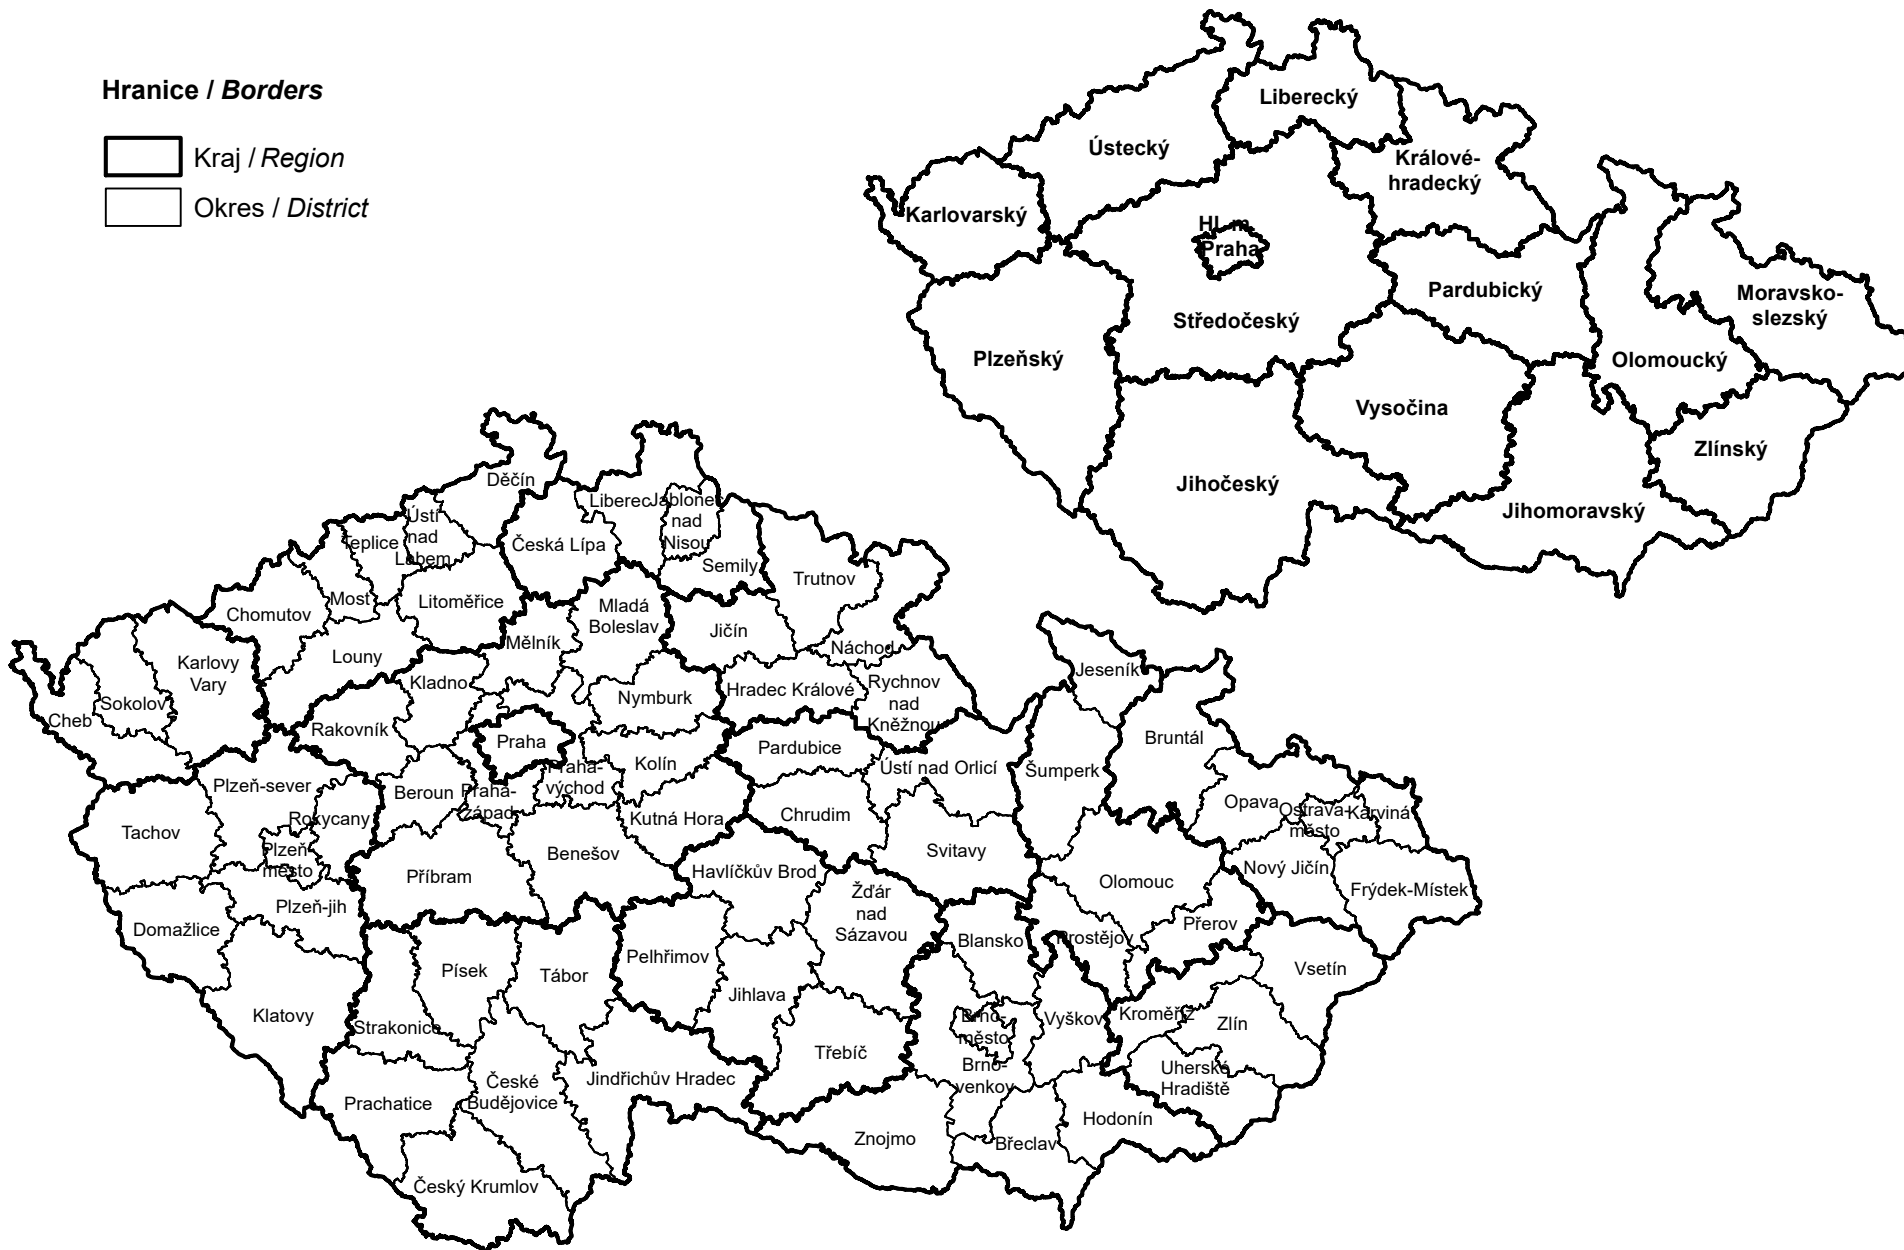 Hranice / Borders
Kraj / Region
Okres / District
Liberecký
Ústecký
Králové-
hradecký
Karlovarský
Hl. m.
Praha
Pardubický
Moravsko-
slezský
Středočeský
Plzeňský
Olomoucký
Vysočina
Zlínský
Jihočeský
Jihomoravský
Děčín
Liberec
Jablonec
nad
Nisou
Ústí
nad
Labem
Teplice
Česká Lípa
Semily
Trutnov
Most
Litoměřice
Chomutov
Mladá
Boleslav
Jičín
Mělník
Náchod
Louny
Karlovy
Vary
Kladno
Nymburk
Hradec Králové
Rychnov
nad
Kněžnou
Jeseník
Sokolov
Cheb
Rakovník
Praha
Pardubice
Bruntál
Kolín
Ústí nad Orlicí
Šumperk
Praha-
východ
Plzeň-sever
Beroun
Praha-
západ
Rokycany
Kutná Hora
Chrudim
Opava
Ostrava-
město
Karviná
Tachov
Plzeň-
město
Benešov
Svitavy
Příbram
Havlíčkův Brod
Olomouc
Nový Jičín
Frýdek-Místek
Žďár
nad
Sázavou
Plzeň-jih
Přerov
Domažlice
Blansko
Prostějov
Písek
Tábor
Pelhřimov
Vsetín
Jihlava
Klatovy
Strakonice
Brno-
město
Vyškov
Kroměříž
Zlín
Třebíč
Jindřichův Hradec
České
Budějovice
Brno-
venkov
Uherské
Hradiště
Prachatice
Znojmo
Břeclav
Hodonín
Český Krumlov